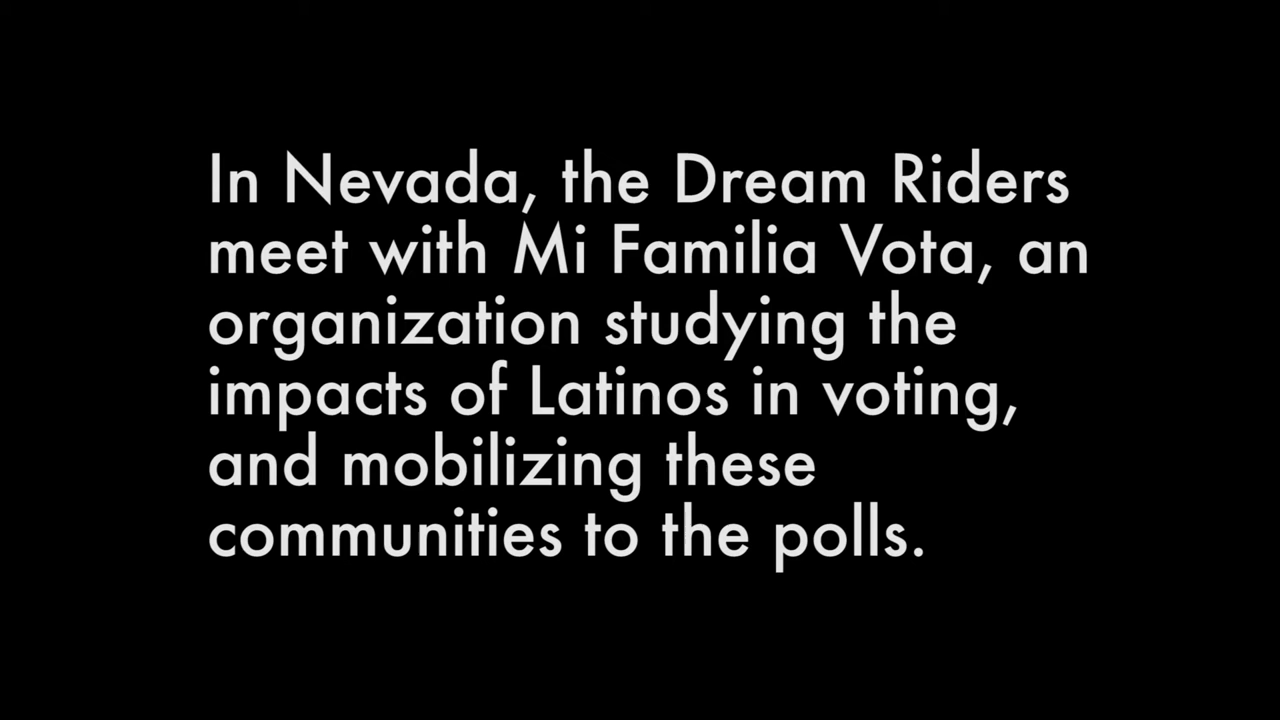 In Nevada, the Dream Riders
meet with Mi Familia Vota, an
organization studying the
impacts of Latinos in voting,
and mobilizing these
communities to the polls.